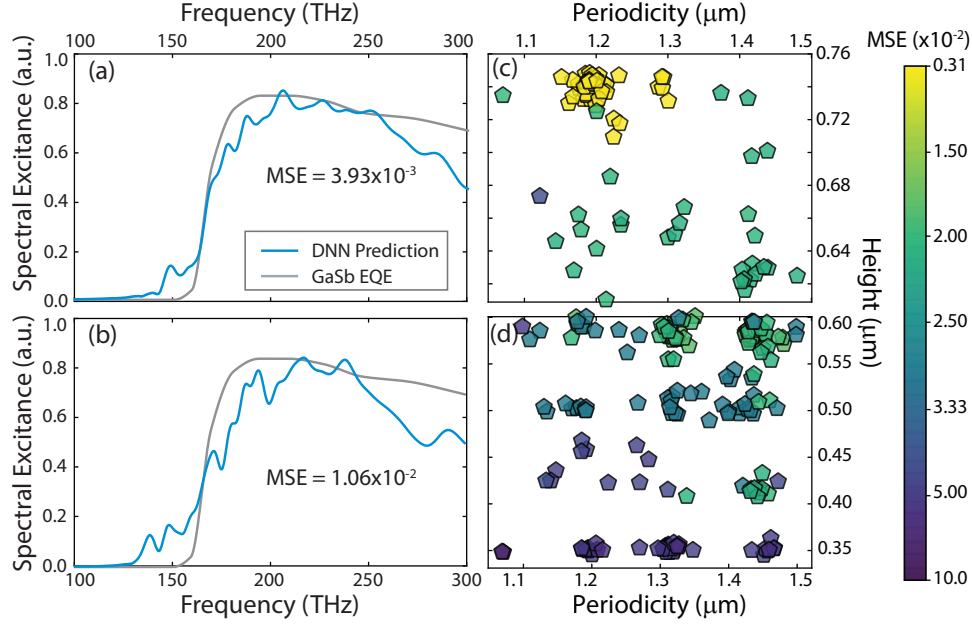 Frequency (THz)
Periodicity (μm)
100 150 200 250 300
1.1 1.2 1.3 1.4 1.5
MSE (x10⁻²)
(a)
Spectral Excitance (a.u.)
1.0
0.8
0.6
0.4
0.2
0.0
MSE = 3.93x10⁻³
DNN Prediction
GaSb EQE
(c)
0.76
0.72
0.68
0.64
Height (μm)
(b)
Spectral Excitance (a.u.)
1.0
0.8
0.6
0.4
0.2
0.0
MSE = 1.06x10⁻²
(d)
0.60
0.55
0.50
0.45
0.40
0.35
0.31
1.50
2.00
2.50
3.33
5.00
10.0
100 150 200 250 300
1.1 1.2 1.3 1.4 1.5
Frequency (THz)
Periodicity (μm)